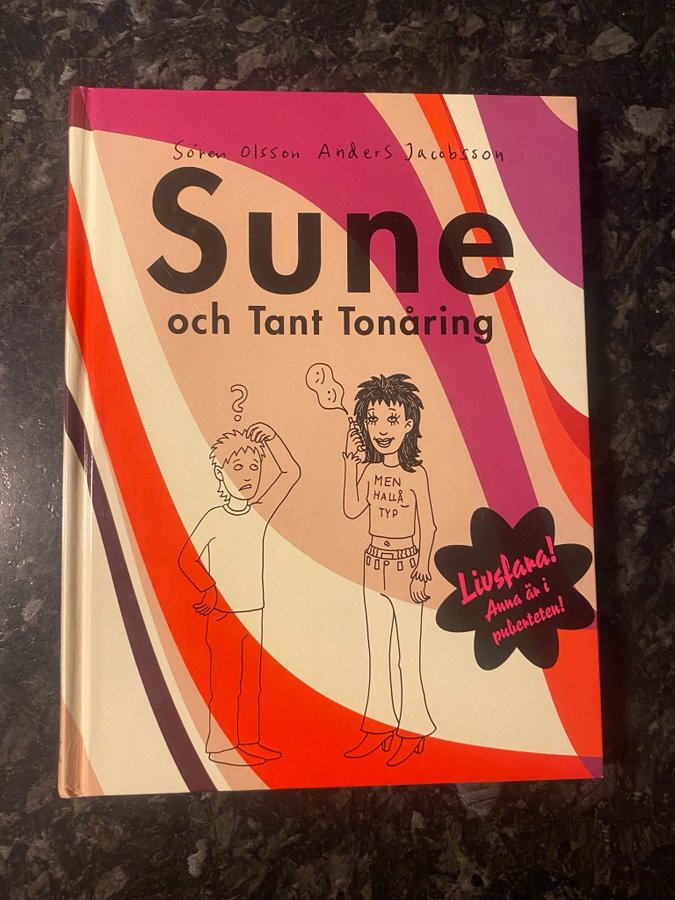 Sören Olsson Anders Jacobsson
Sune
och Tant Tonåring
?
MEN
HALLÅ
TYP
Livsfara!
Anna är i
puberteten!